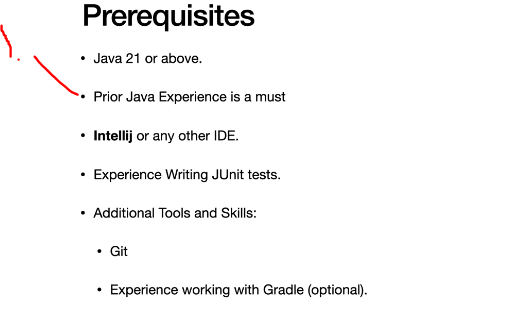 Prerequisites
• Java 21 or above.
• Prior Java Experience is a must
• Intellij or any other IDE.
• Experience Writing JUnit tests.
• Additional Tools and Skills:
• Git
• Experience working with Gradle (optional).